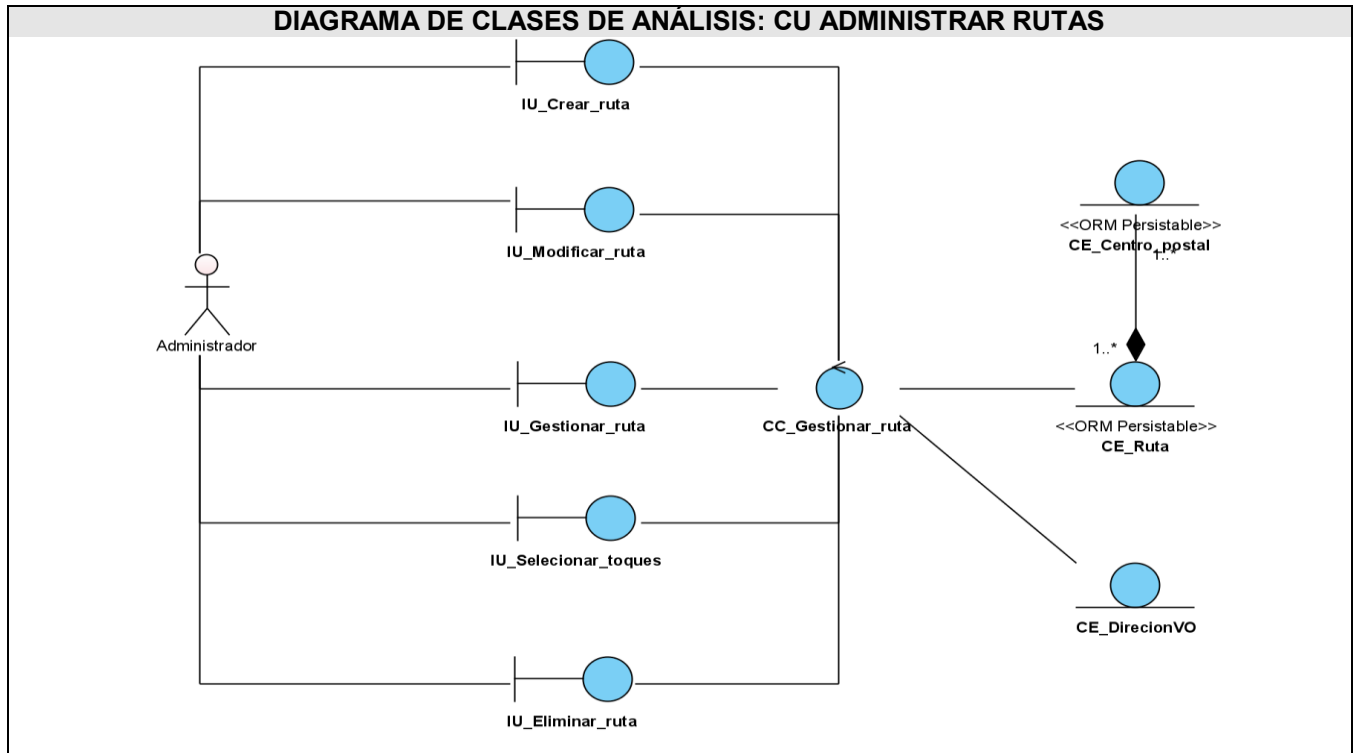 DIAGRAMA DE CLASES DE ANÁLISIS: CU ADMINISTRAR RUTAS
IU_Crear_ruta
IU_Modificar_ruta
<<ORM Persistable>>
CE_Centro_postal
1..*
Administrador
1..*
IU_Gestionar_ruta
CC_Gestionar_ruta
<<ORM Persistable>>
CE_Ruta
IU_Selecionar_toques
CE_DirecionVO
IU_Eliminar_ruta